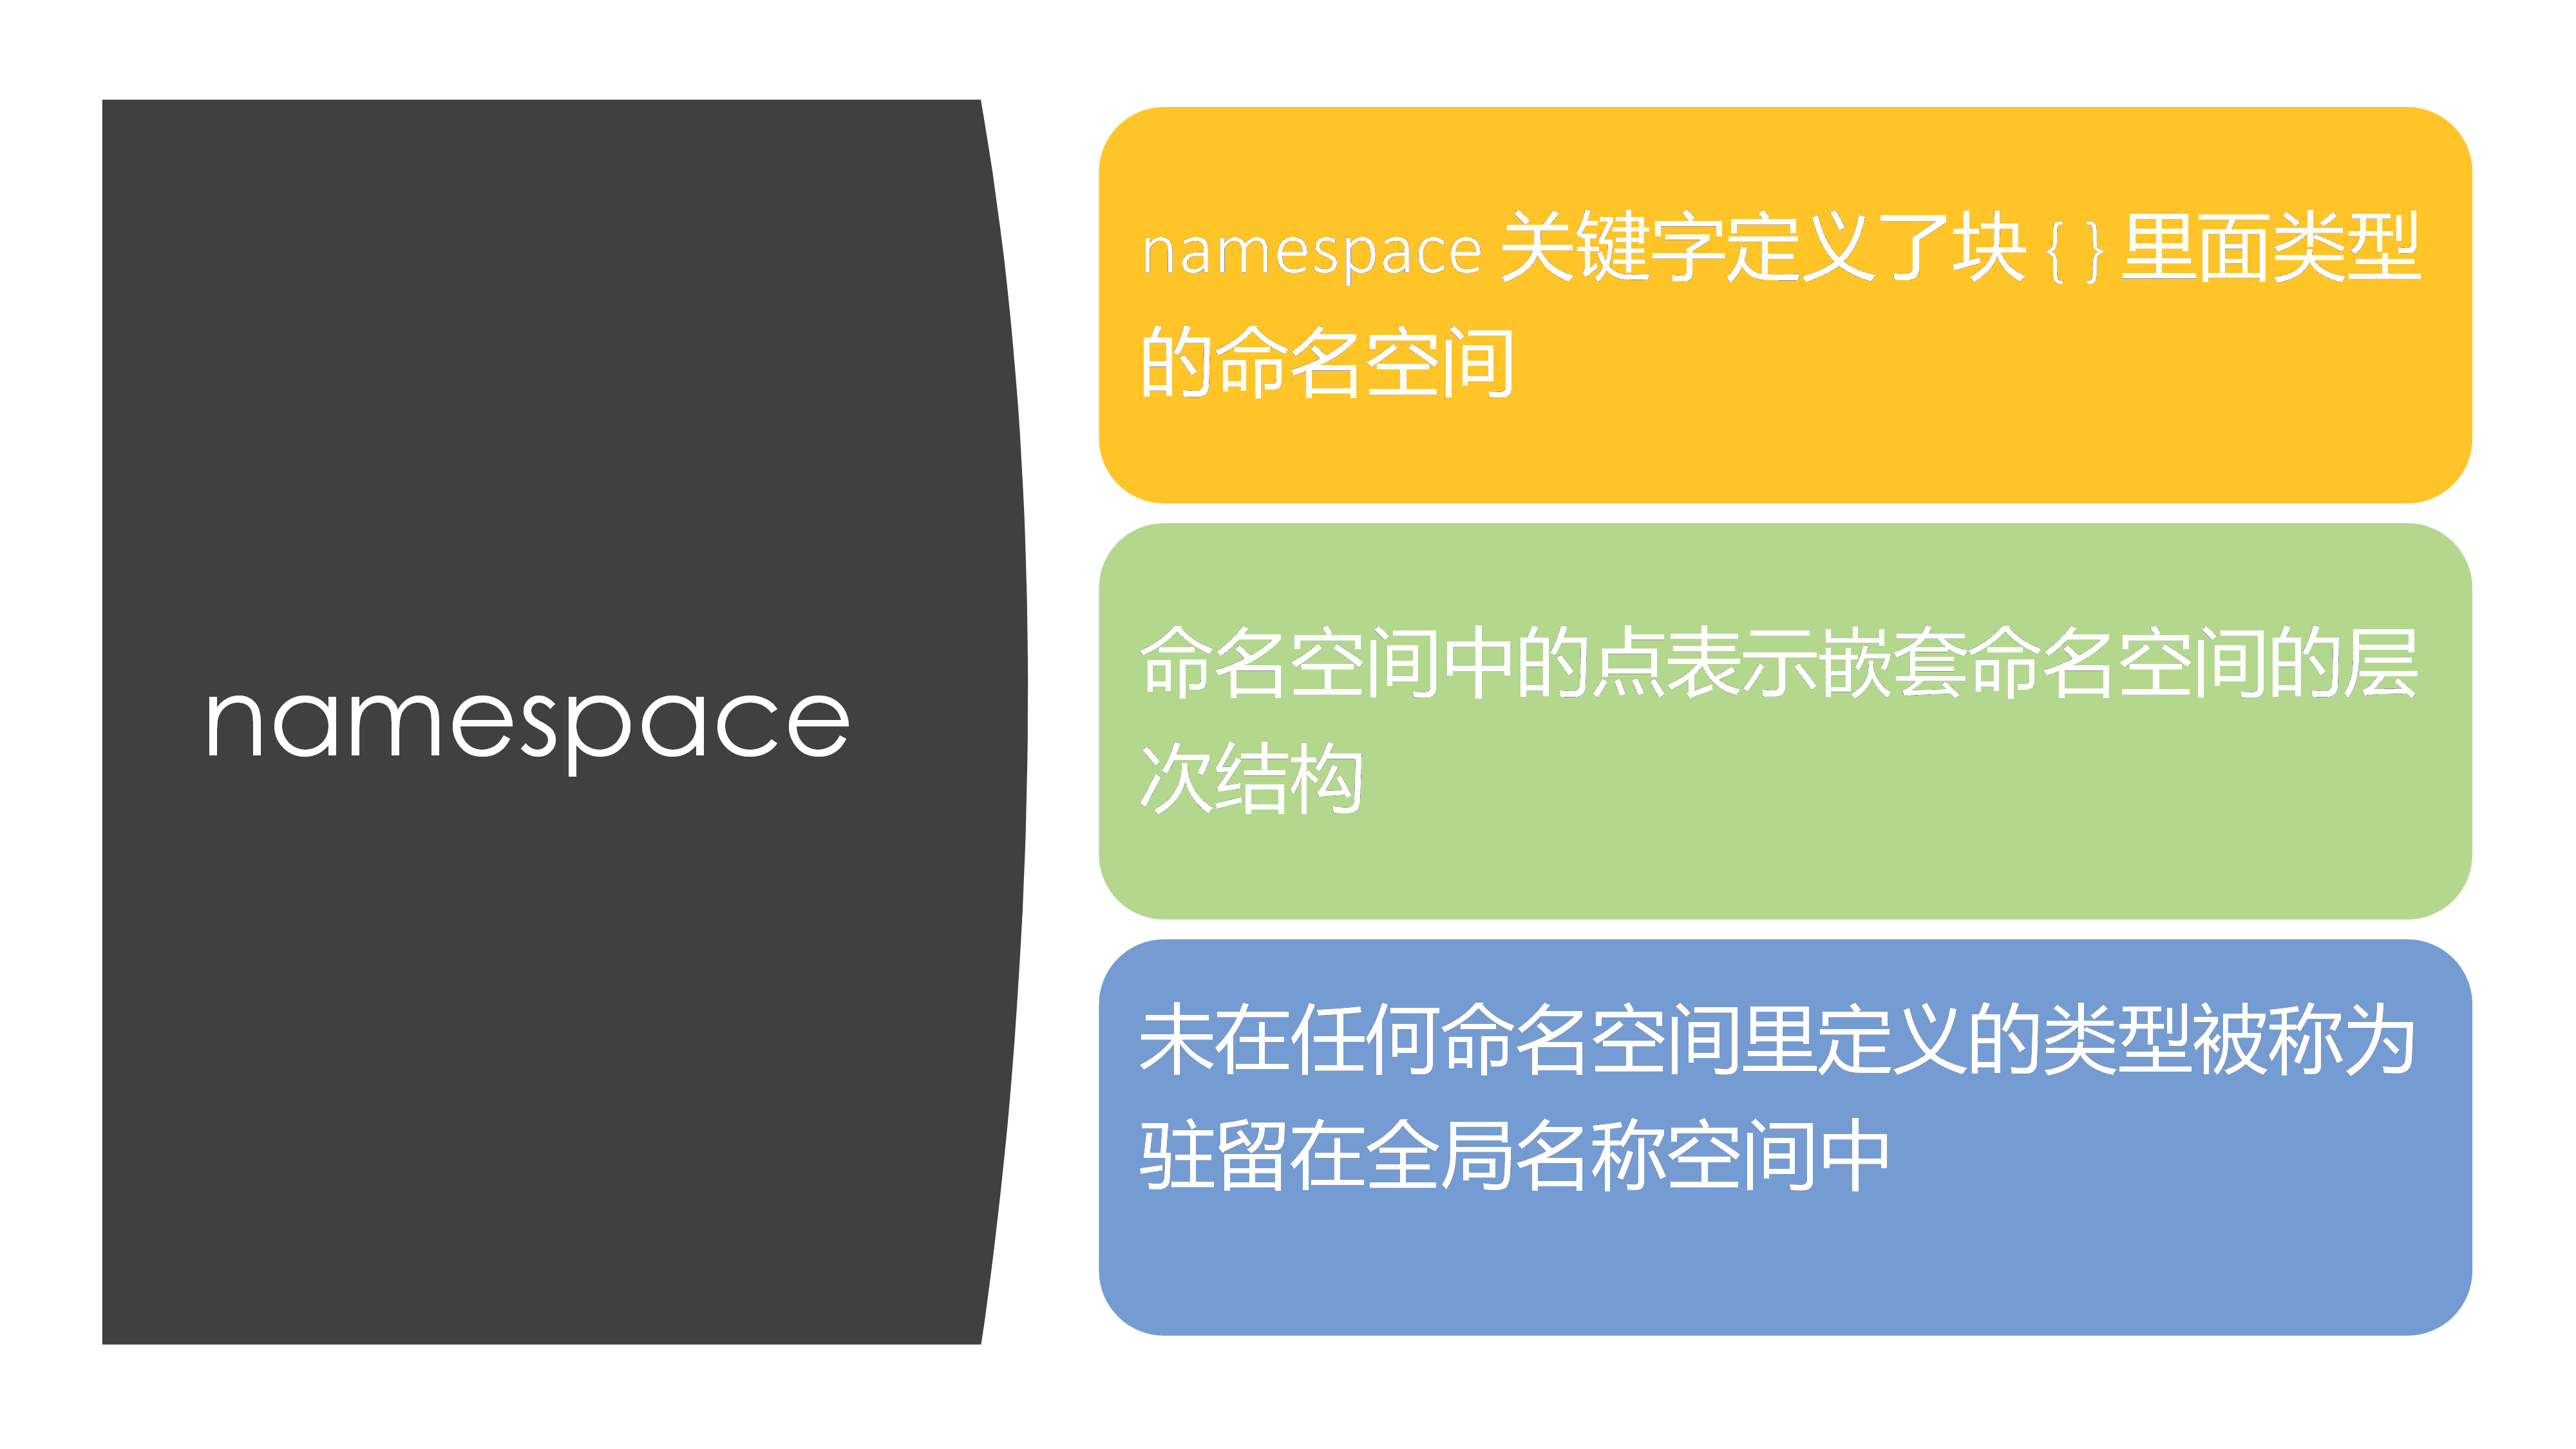 namespace
namespace 关键字定义了块 { } 里面类型
的命名空间
命名空间中的点表示嵌套命名空间的层
次结构
未在任何命名空间里定义的类型被称为
驻留在全局名称空间中